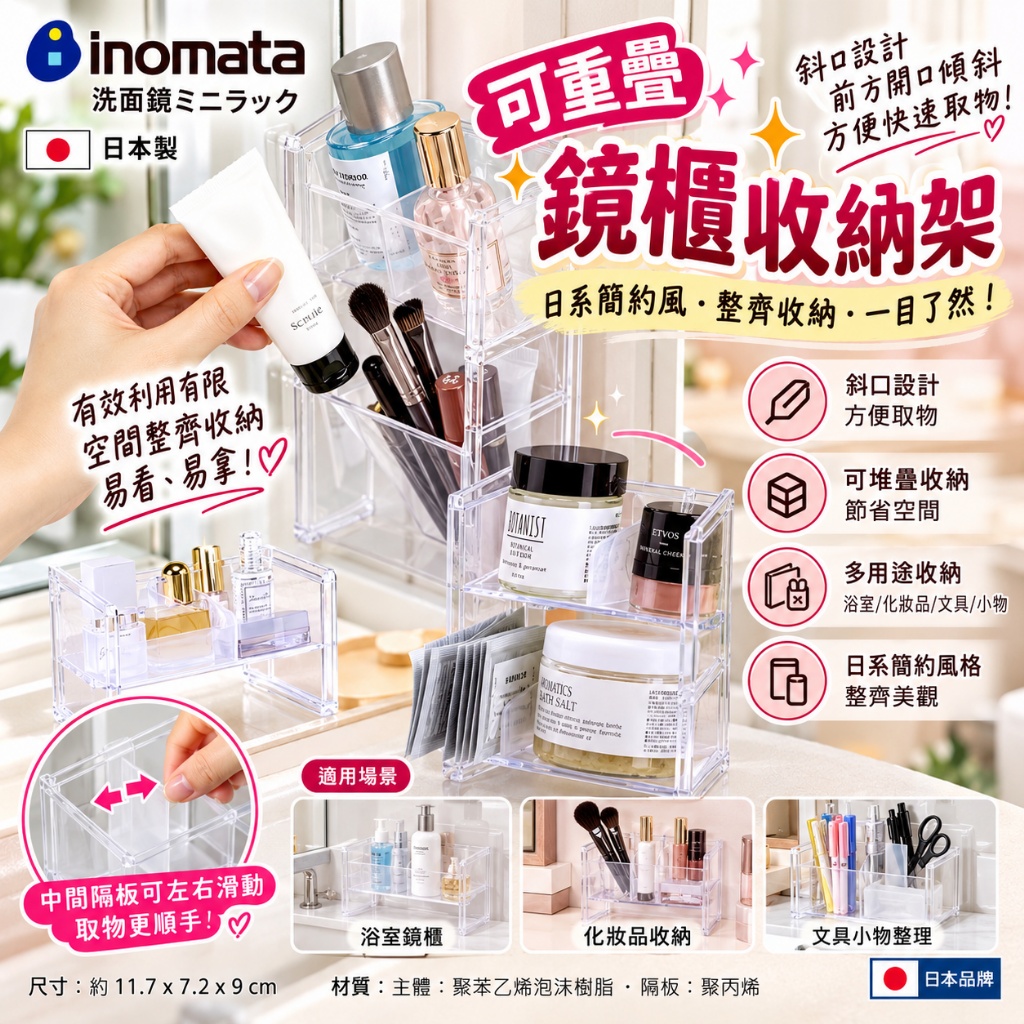 inomata
洗面鏡ミニラック
日本製
可重疊
鏡櫃收納架
日系簡約風・整齊收納・一目了然！
斜口設計
前方開口傾斜
方便快速取物！
有效利用有限
空間整齊收納
易看、易拿！
斜口設計
方便取物
可堆疊收納
節省空間
多用途收納
浴室/化妝品/文具/小物
日系簡約風格
整齊美觀
BOTANIST
BOTANICAL
ETVOS
MINERAL CHEEK
BATH SALT
中間隔板可左右滑動
取物更順手！
適用場景
浴室鏡櫃
化妝品收納
文具小物整理
尺寸：約 11.7 x 7.2 x 9 cm
材質：主體：聚苯乙烯泡沫樹脂・隔板：聚丙烯
日本品牌